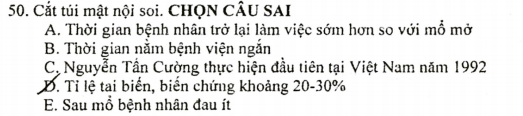 50. Cắt túi mật nội soi. CHỌN CÂU SAI
A. Thời gian bệnh nhân trở lại làm việc sớm hơn so với mổ mở
B. Thời gian nằm bệnh viện ngắn
C. Nguyễn Tấn Cường thực hiện đầu tiên tại Việt Nam năm 1992
D. Tỉ lệ tai biến, biến chứng khoảng 20-30%
E. Sau mổ bệnh nhân đau ít